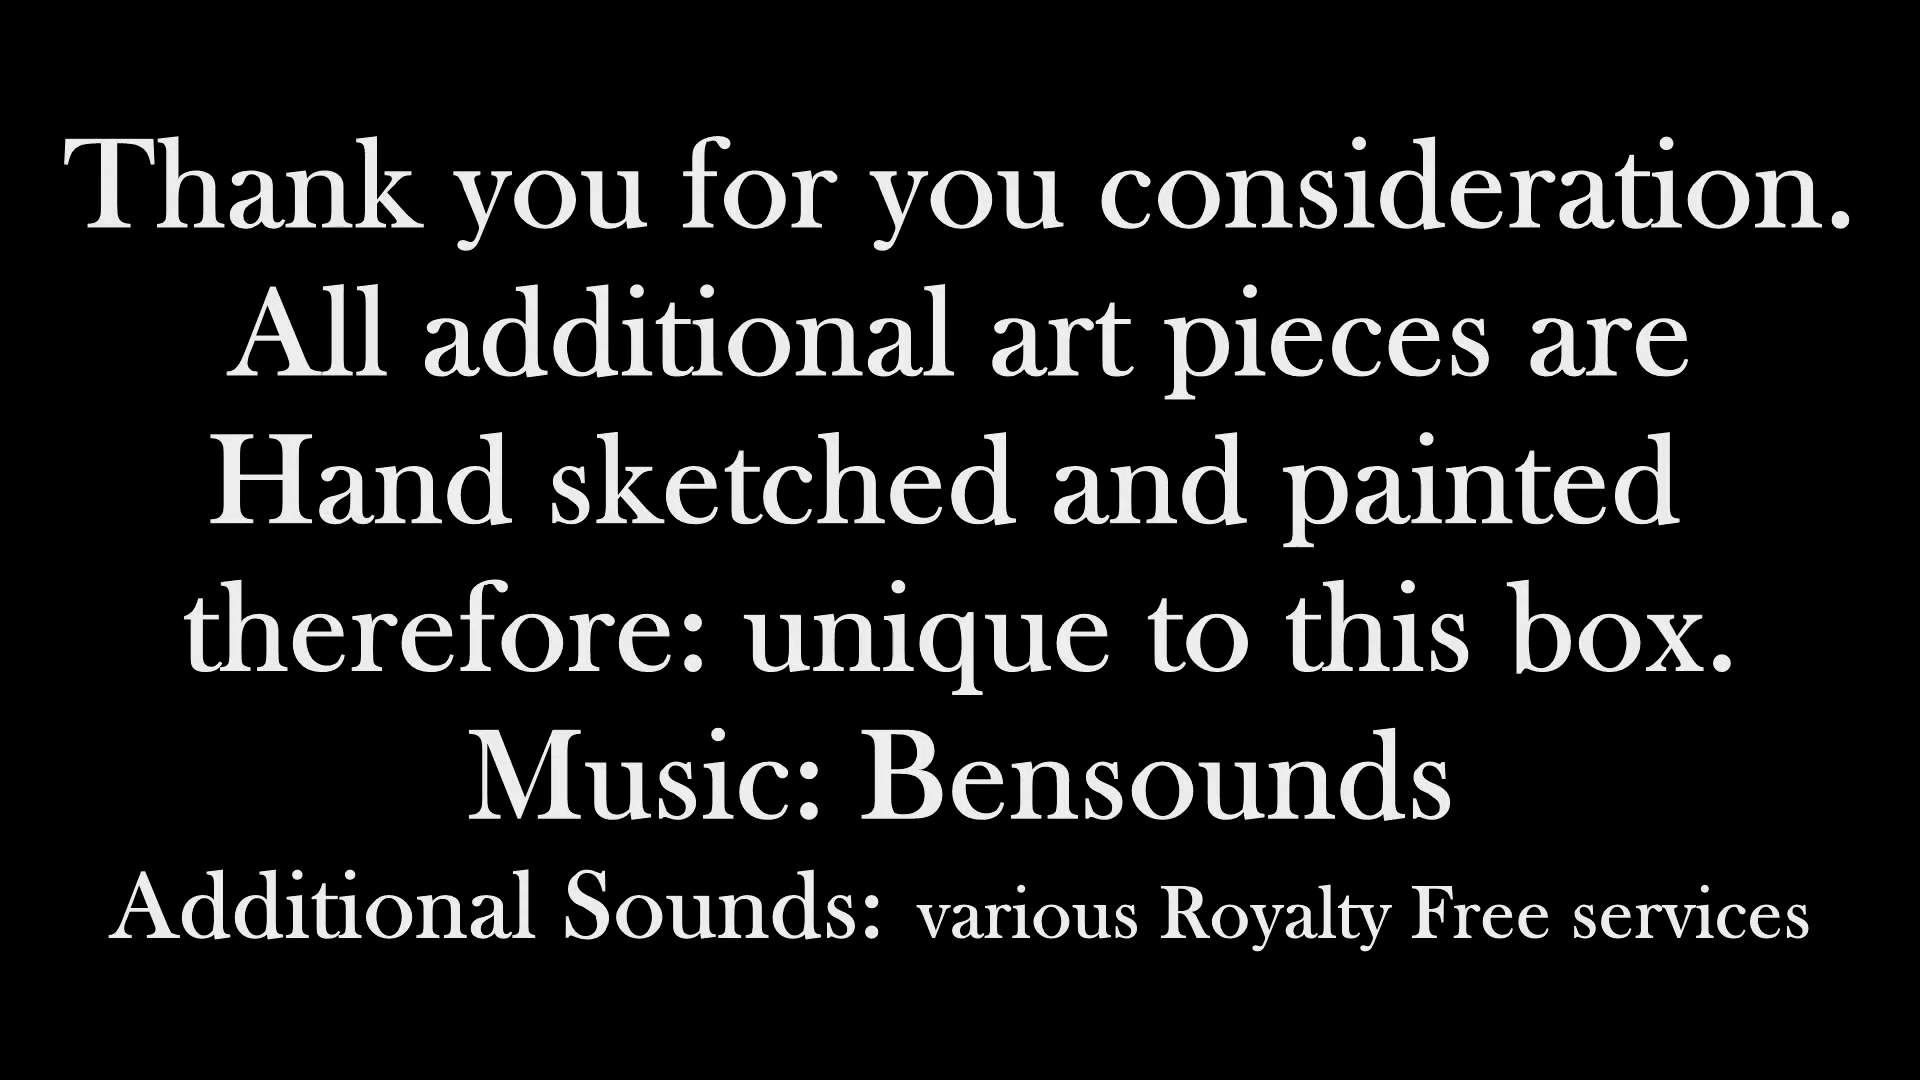 Thank you for you consideration.
All additional art pieces are
Hand sketched and painted
therefore: unique to this box.
Music: Bensounds
Additional Sounds: various Royalty Free services